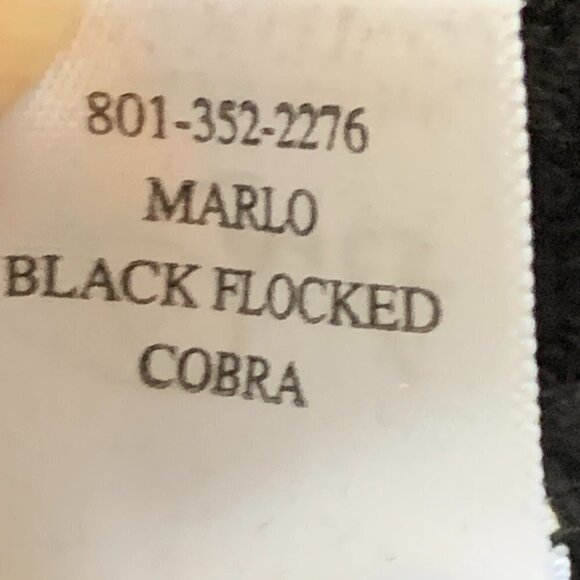 801-352-2276
MARLO
BLACK FLOCKED
COBRA